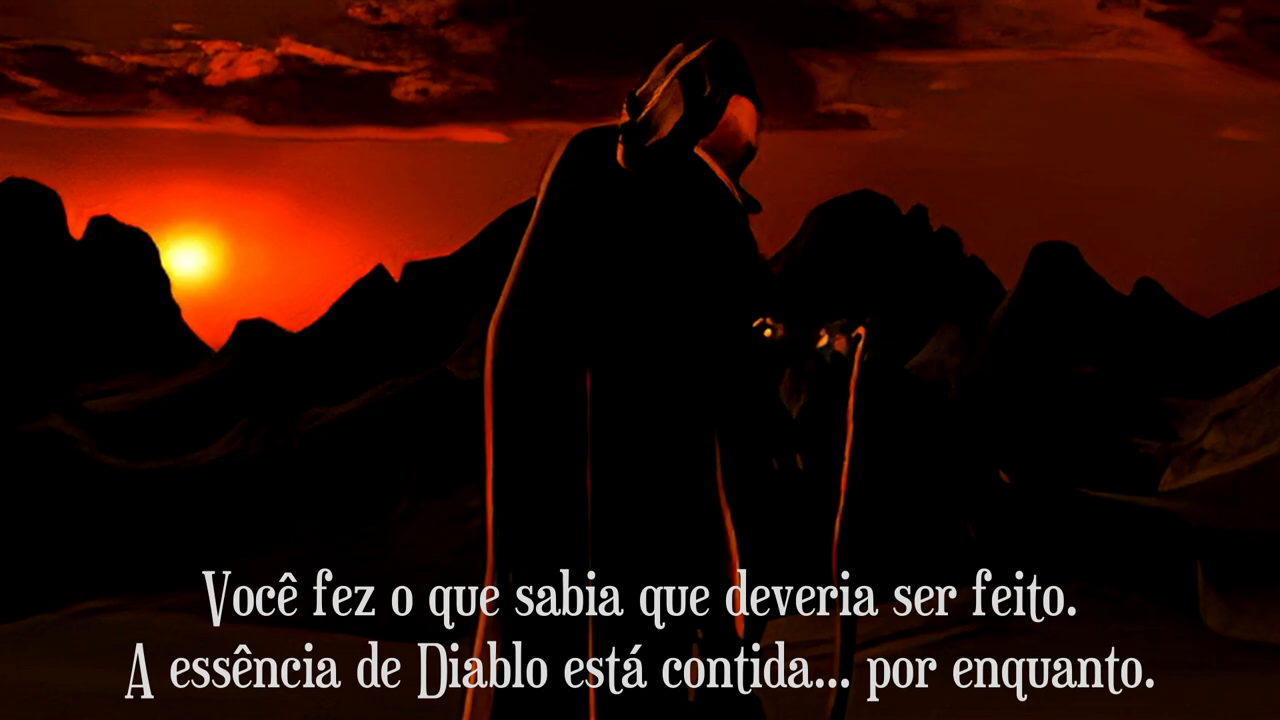 Você fez o que sabia que deveria ser feito.
A essência de Diablo está contida... por enquanto.